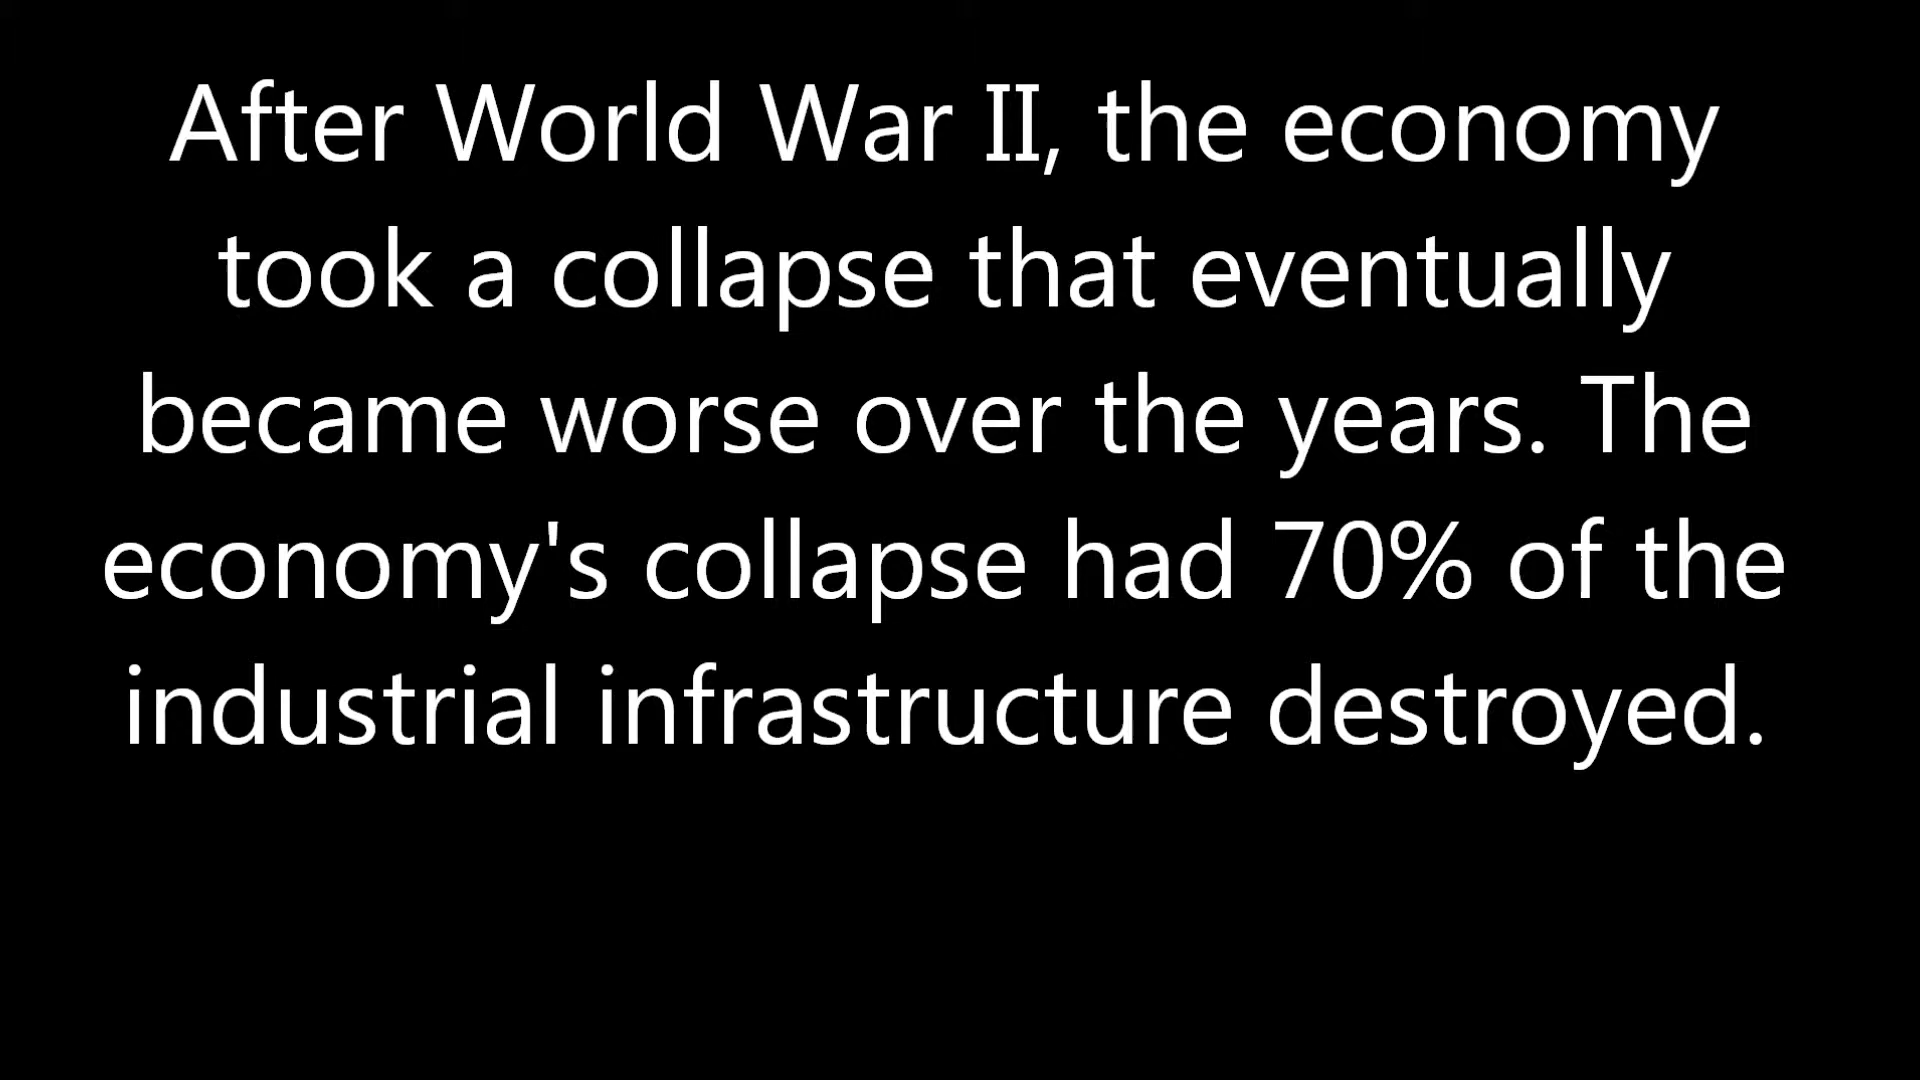 After World War II, the economy
took a collapse that eventually
became worse over the years. The
economy's collapse had 70% of the
industrial infrastructure destroyed.